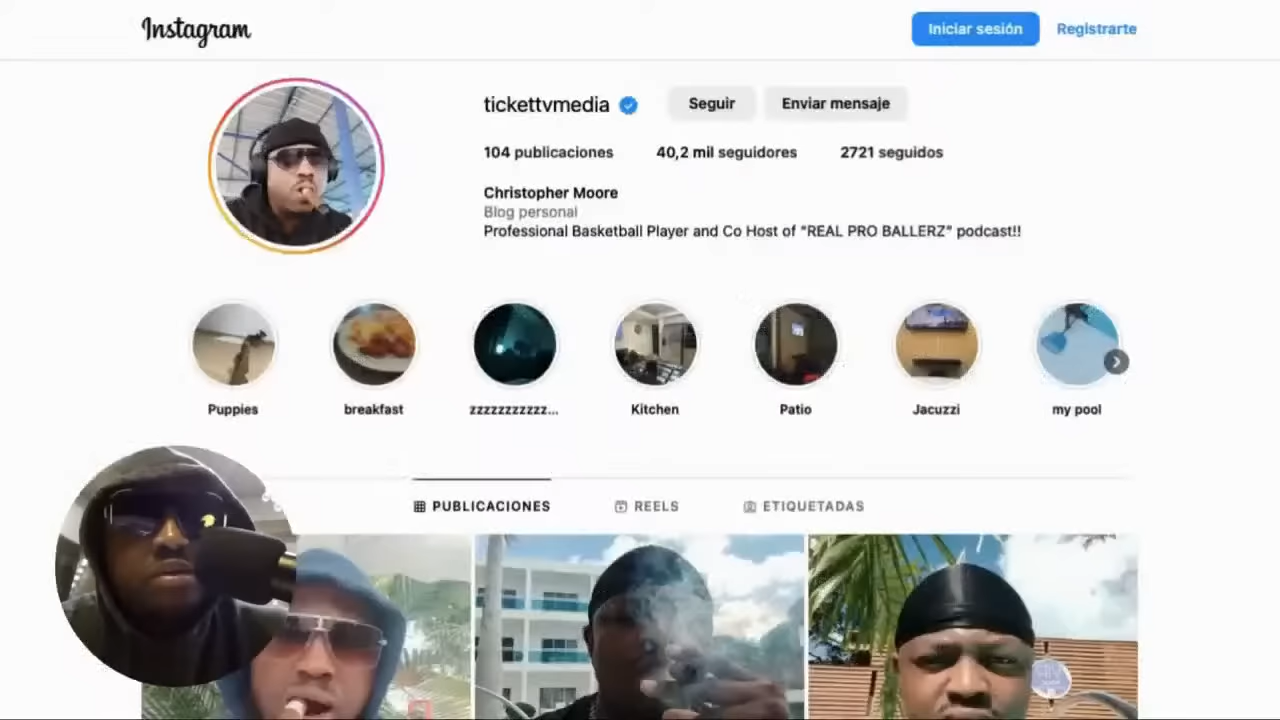 Instagram
Iniciar sesión
Registrarte
tickettvmedia
Seguir
Enviar mensaje
104 publicaciones
40,2 mil seguidores
2721 seguidos
Christopher Moore
Blog personal
Professional Basketball Player and Co Host of "REAL PRO BALLERZ" podcast!!
Puppies
breakfast
zzzzzzzzzzz...
Kitchen
Patio
Jacuzzi
my pool
PUBLICACIONES
REELS
ETIQUETADAS